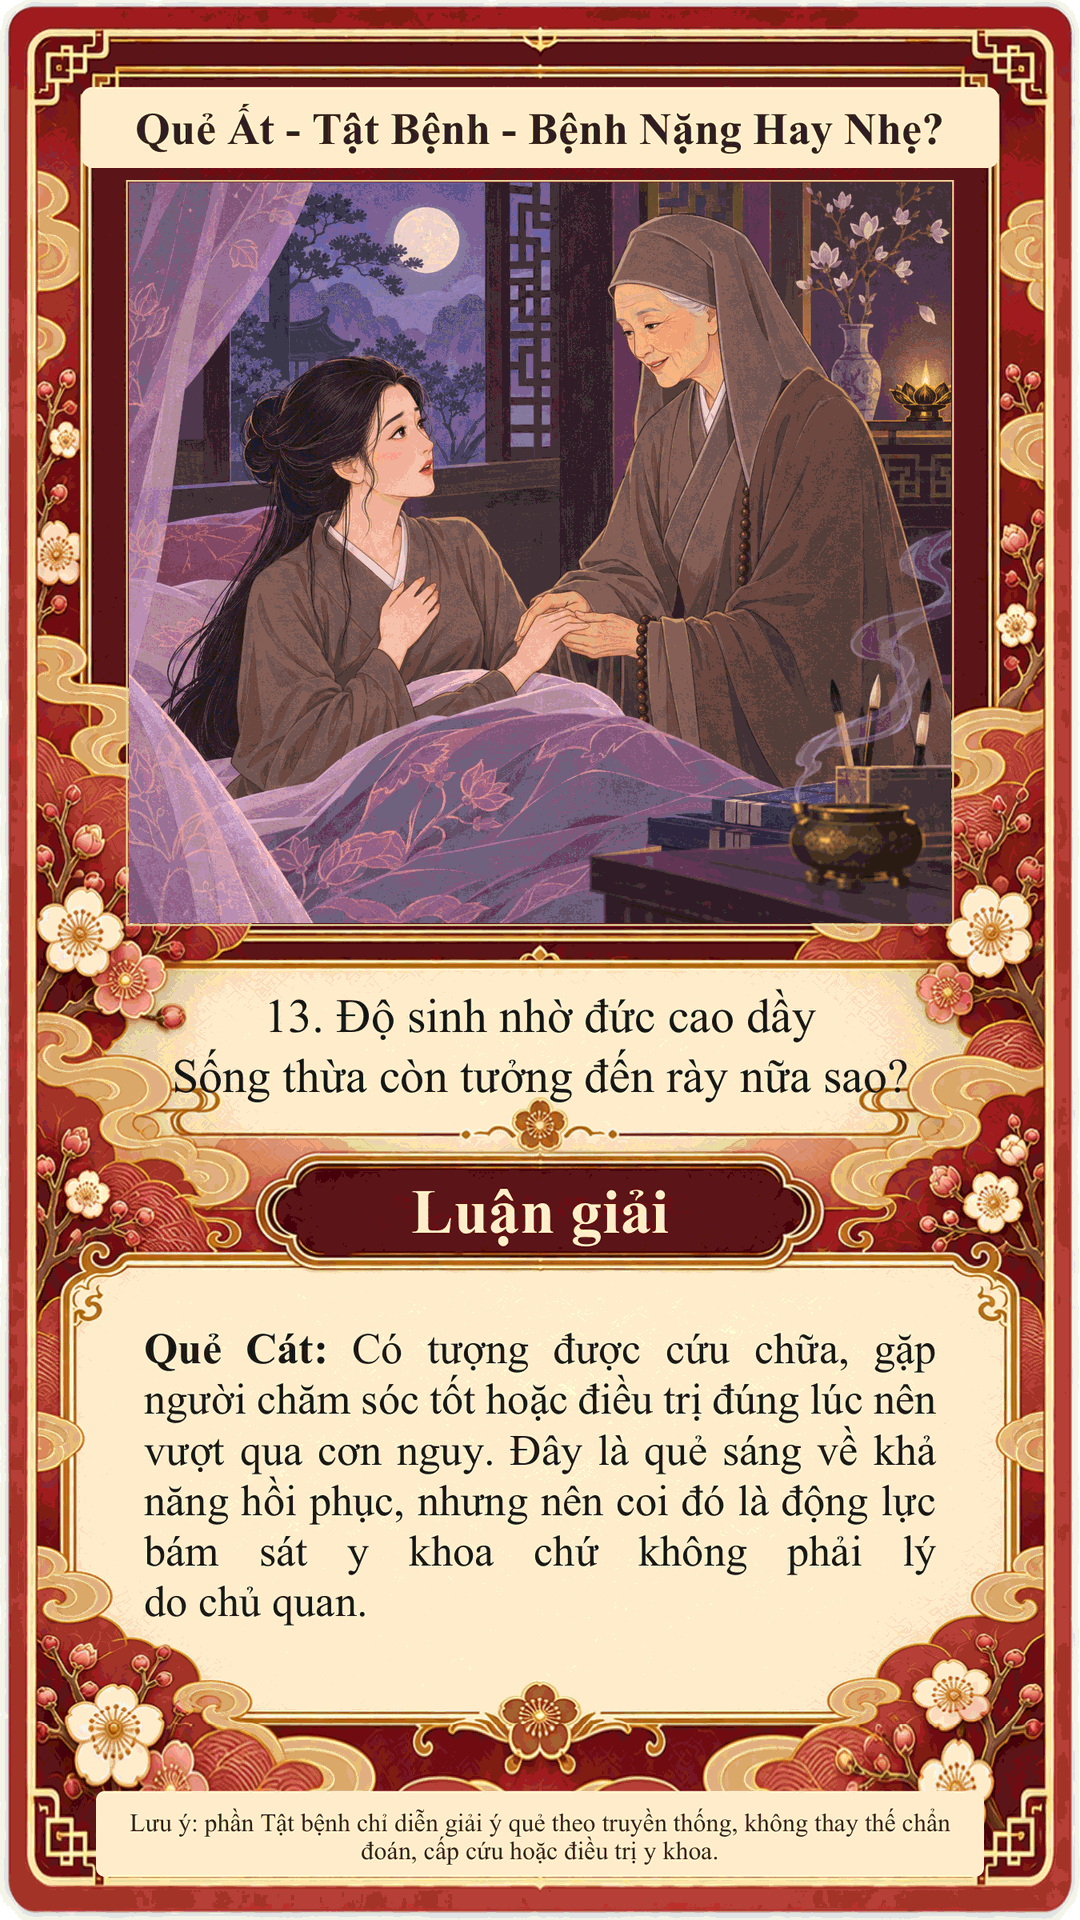 Quẻ Ất - Tật Bệnh - Bệnh Nặng Hay Nhẹ?
13. Độ sinh nhờ đức cao dầy
Sống thừa còn tưởng đến rày nữa sao?
Luận giải
Quẻ Cát: Có tượng được cứu chữa, gặp
người chăm sóc tốt hoặc điều trị đúng lúc nên
vượt qua cơn nguy. Đây là quẻ sáng về khả
năng hồi phục, nhưng nên coi đó là động lực
bám sát y khoa chứ không phải lý
do chủ quan.
Lưu ý: phần Tật bệnh chỉ diễn giải ý quẻ theo truyền thống, không thay thế chẩn
đoán, cấp cứu hoặc điều trị y khoa.